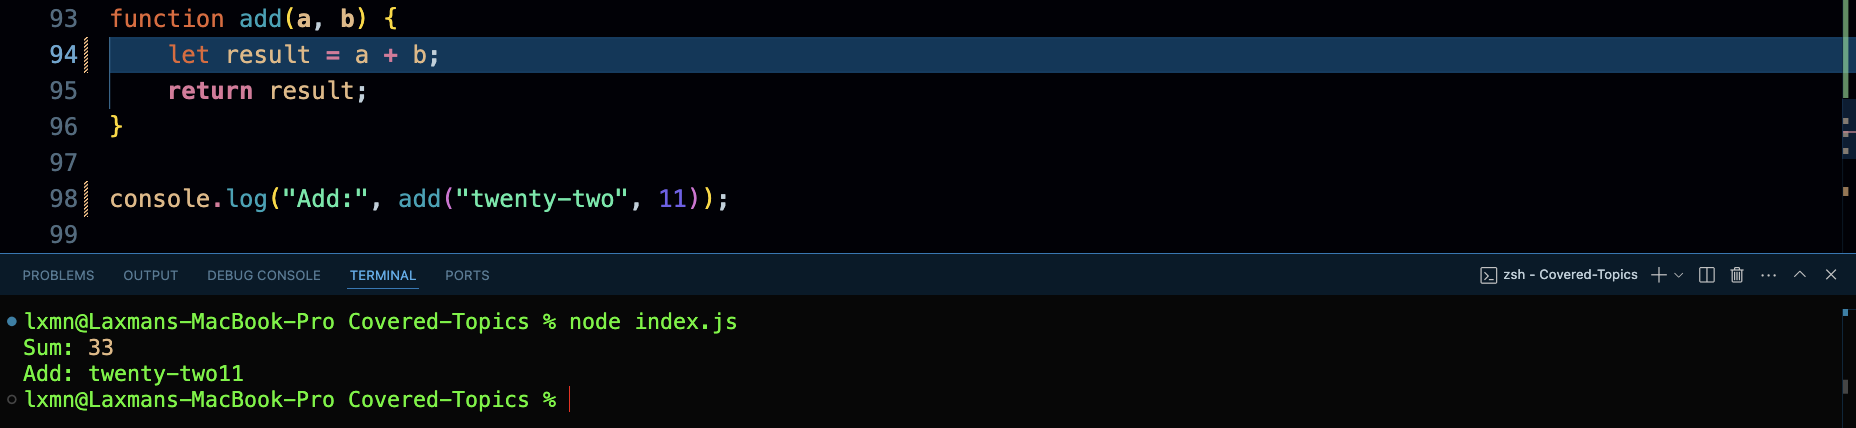 93 function add(a, b) {
94 let result = a + b;
95 return result;
96 }
97
98 console.log("Add:", add("twenty-two", 11));
99
PROBLEMS OUTPUT DEBUG CONSOLE TERMINAL PORTS zsh - Covered-Topics
lxmn@Laxmans-MacBook-Pro Covered-Topics % node index.js
Sum: 33
Add: twenty-two11
lxmn@Laxmans-MacBook-Pro Covered-Topics %